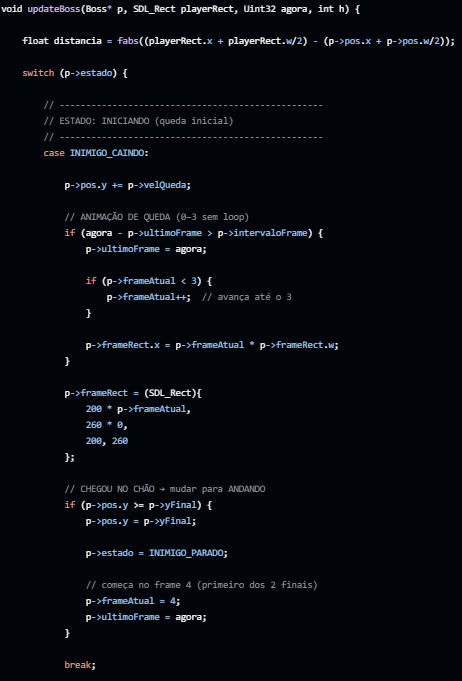 void updateBoss(Boss* p, SDL_Rect playerRect, Uint32 agora, int h) {
float distancia = fabs((playerRect.x + playerRect.w/2) - (p->pos.x + p->pos.w/2));
switch (p->estado) {
// --------------------------------------------------
// ESTADO: INICIANDO (queda inicial)
// --------------------------------------------------
case INIMIGO_CAINDO:
p->pos.y += p->velQueda;
// ANIMAÇÃO DE QUEDA (0–3 sem loop)
if (agora - p->ultimoFrame > p->intervaloFrame) {
p->ultimoFrame = agora;
if (p->frameAtual < 3) {
p->frameAtual++;  // avança até o 3
}
p->frameRect.x = p->frameAtual * p->frameRect.w;
}
p->frameRect = (SDL_Rect){
200 * p->frameAtual,
260 * 0,
200, 260
};
// CHEGOU NO CHÃO → mudar para ANDANDO
if (p->pos.y >= p->yFinal) {
p->pos.y = p->yFinal;
p->estado = INIMIGO_PARADO;
// começa no frame 4 (primeiro dos 2 finais)
p->frameAtual = 4;
p->ultimoFrame = agora;
}
break;